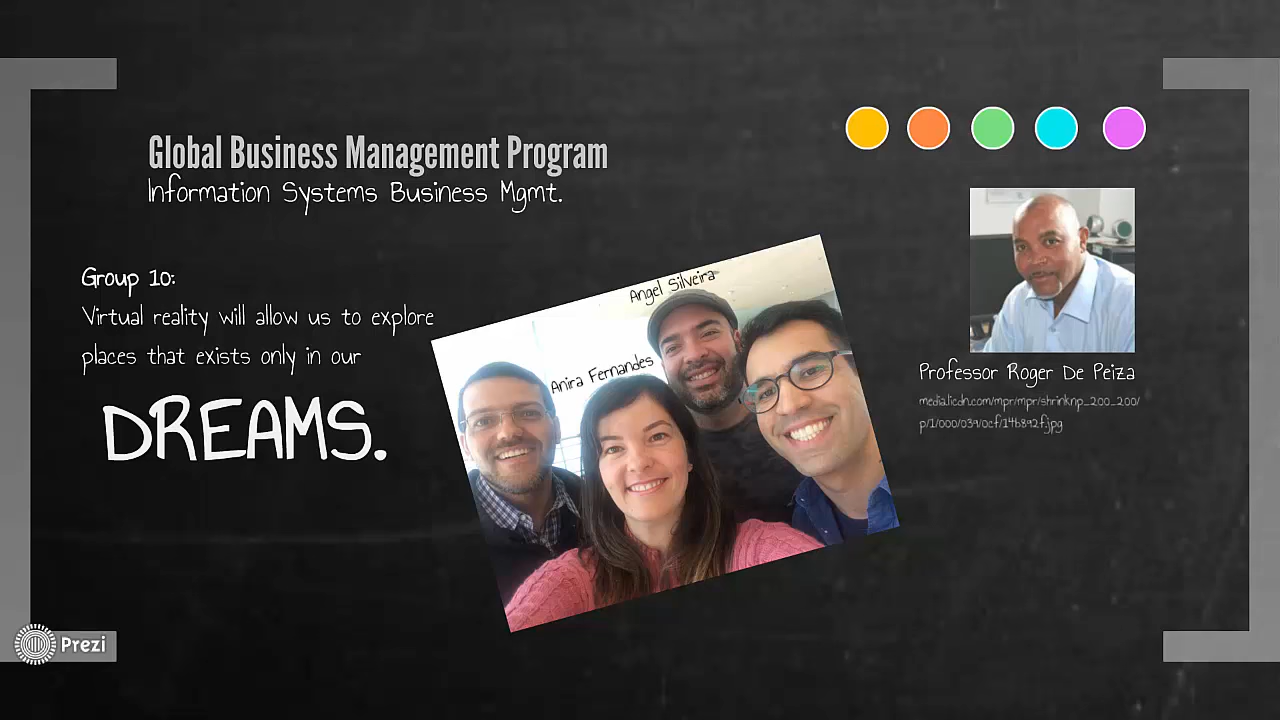 Global Business Management Program
Information Systems Business Mgmt.
Group 10:
Virtual reality will allow us to explore
places that exists only in our
DREAMS.
Angel Silveira
Anira Fernandes
Professor Roger De Peiza
media.licdn.com/mpr/mpr/shrinknp_200_200/
p/1/000/039/0cf/14b892f.jpg
Prezi